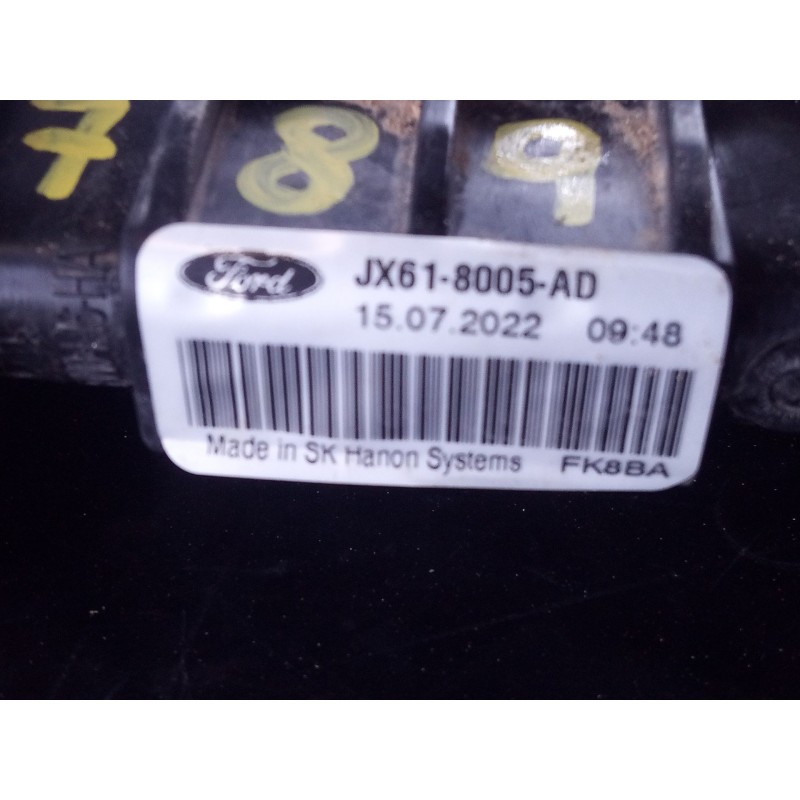 7 8 9
Ford JX61-8005-AD
15.07.2022 09:48
Made in SK Hanon Systems FK8BA